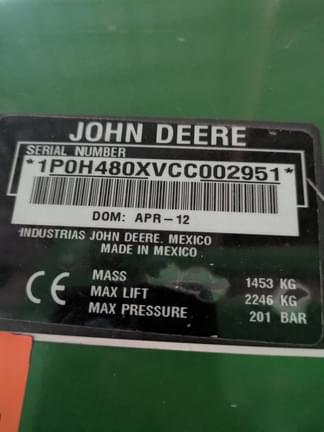 JOHN DEERE
SERIAL NUMBER
*1P0H480XVCC002951*
DOM: APR-12
INDUSTRIAS JOHN DEERE. MEXICO
MADE IN MEXICO
CE
MASS 1453 KG
MAX LIFT 2246 KG
MAX PRESSURE 201 BAR